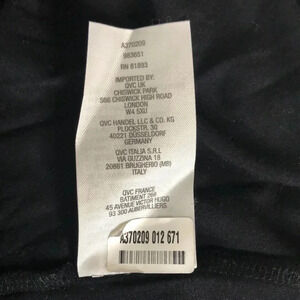 A370209
983651
RN 81893
IMPORTED BY:
QVC UK
CHISWICK PARK
566 CHISWICK HIGH ROAD
LONDON
W4 5XU
QVC HANDEL LLC & CO. KG
PLOCKSTR. 30
40221 DÜSSELDORF
GERMANY
QVC ITALIA S.R.L
VIA GUZZINA 18
20861 BRUGHERIO (MB)
ITALY
QVC FRANCE
BATIMENT 264
45 AVENUE VICTOR HUGO
93 300 AUBERVILLIERS
A370209 012 671